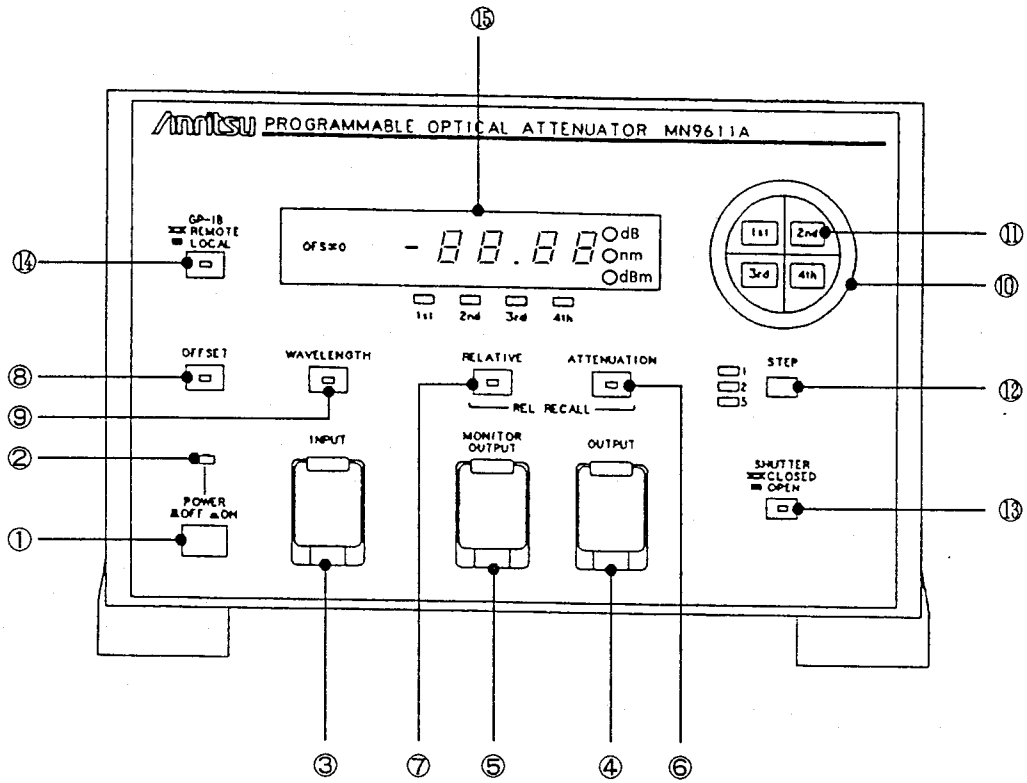 ⑮
Anritsu PROGRAMMABLE OPTICAL ATTENUATOR MN9611A
GP-IB
REMOTE
LOCAL
⑭
OFS≠0
-88.88
dB
nm
dBm
1st 2nd 3rd 4th
1st 2nd
3rd 4th
⑪
⑩
OFFSET
⑧
WAVELENGTH
⑨
RELATIVE
ATTENUATION
REL RECALL
⑦
⑥
1
2
5
STEP
⑫
②
POWER
OFF ON
①
INPUT
③
MONITOR
OUTPUT
⑤
OUTPUT
④
SHUTTER
CLOSED
OPEN
⑬